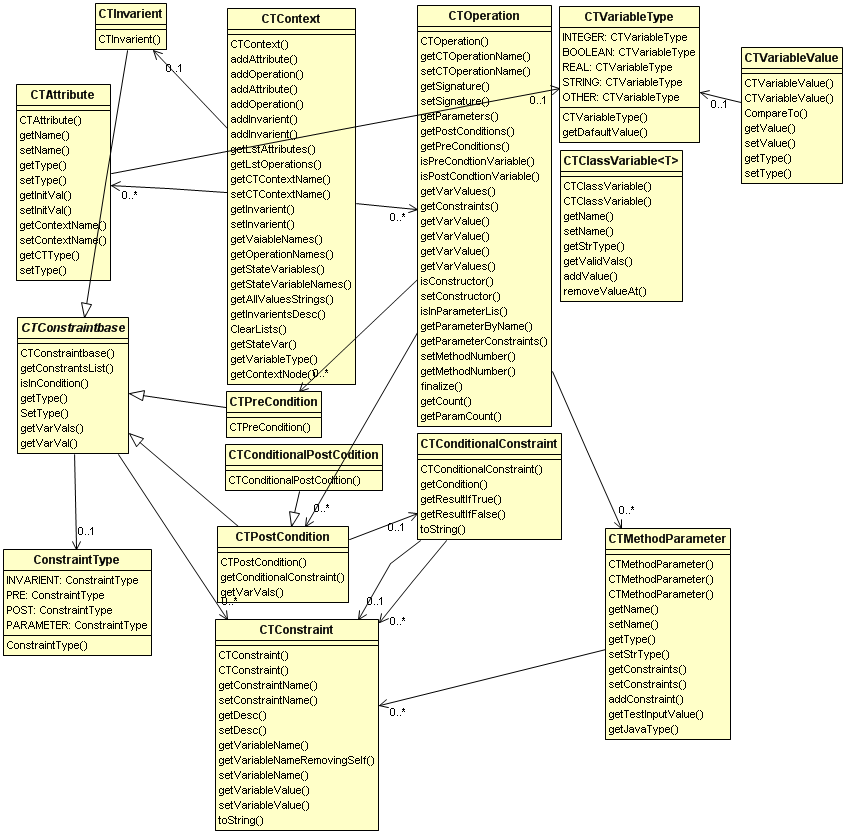 CTInvarient
CTInvarient()
CTContext
CTContext()
addAttribute()
addOperation()
addAttribute()
addOperation()
addInvarient()
addInvarient()
getLstAttributes()
getLstOperations()
getCTContextName()
setCTContextName()
getInvarient()
setInvarient()
getVaiableNames()
getOperationNames()
getStateVariables()
getStateVariableNames()
getAllValuesStrings()
getInvarientsDesc()
ClearLists()
getStateVar()
getVariableType()
getContextNode()
CTOperation
CTOperation()
getCTOperationName()
setCTOperationName()
getSignature()
setSignature()
getParameters()
getPostConditions()
getPreConditions()
isPreCondtionVariable()
isPostCondtionVariable()
getVarValues()
getConstraints()
getVarValue()
getVarValue()
getVarValue()
getVarValues()
isConstructor()
setConstructor()
isInParameterLis()
getParameterByName()
getParameterConstraints()
setMethodNumber()
getMethodNumber()
finalize()
getCount()
getParamCount()
CTVariableType
INTEGER: CTVariableType
BOOLEAN: CTVariableType
REAL: CTVariableType
STRING: CTVariableType
OTHER: CTVariableType
CTVariableType()
getDafaultValue()
CTVariableValue
CTVariableValue()
CTVariableValue()
CompareTo()
getValue()
setValue()
getType()
setType()
CTAttribute
CTAttribute()
getName()
setName()
getType()
setType()
getInitVal()
setInitVal()
getContextName()
setContextName()
getCTType()
setType()
CTClassVariable<T>
CTClassVariable()
CTClassVariable()
getName()
setName()
getStrType()
getValidVals()
addValue()
removeValueAt()
0..1
0..1
0..1
0..*
0..*
CTConstraintbase
CTConstraintbase()
getConstrantsList()
isInCondition()
getType()
SetType()
getVarVals()
getVarVal()
0..*
CTPreCondition
CTPreCondition()
CTConditionalPostCodition
CTConditionalPostCodition()
CTConditionalConstraint
CTConditionalConstraint()
getCondition()
getResultIfTrue()
getResultIfFalse()
toString()
0..*
0..*
0..1
0..1
CTPostCondition
CTPostCondition()
getConditionalConstraint()
getVarVals()
CTMethodParameter
CTMethodParameter()
CTMethodParameter()
CTMethodParameter()
getName()
setName()
getType()
setStrType()
getConstraints()
setConstraints()
addConstraint()
getTestInputValue()
getJavaType()
ConstraintType
INVARIENT: ConstraintType
PRE: ConstraintType
POST: ConstraintType
PARAMETER: ConstraintType
ConstraintType()
0..*
0..1
0..*
CTConstraint
CTConstraint()
CTConstraint()
getConstraintName()
setConstraintName()
getDesc()
setDesc()
getVariableName()
getVariableNameRemovingSelf()
setVariableName()
getVariableValue()
setVariableValue()
toString()
0..*